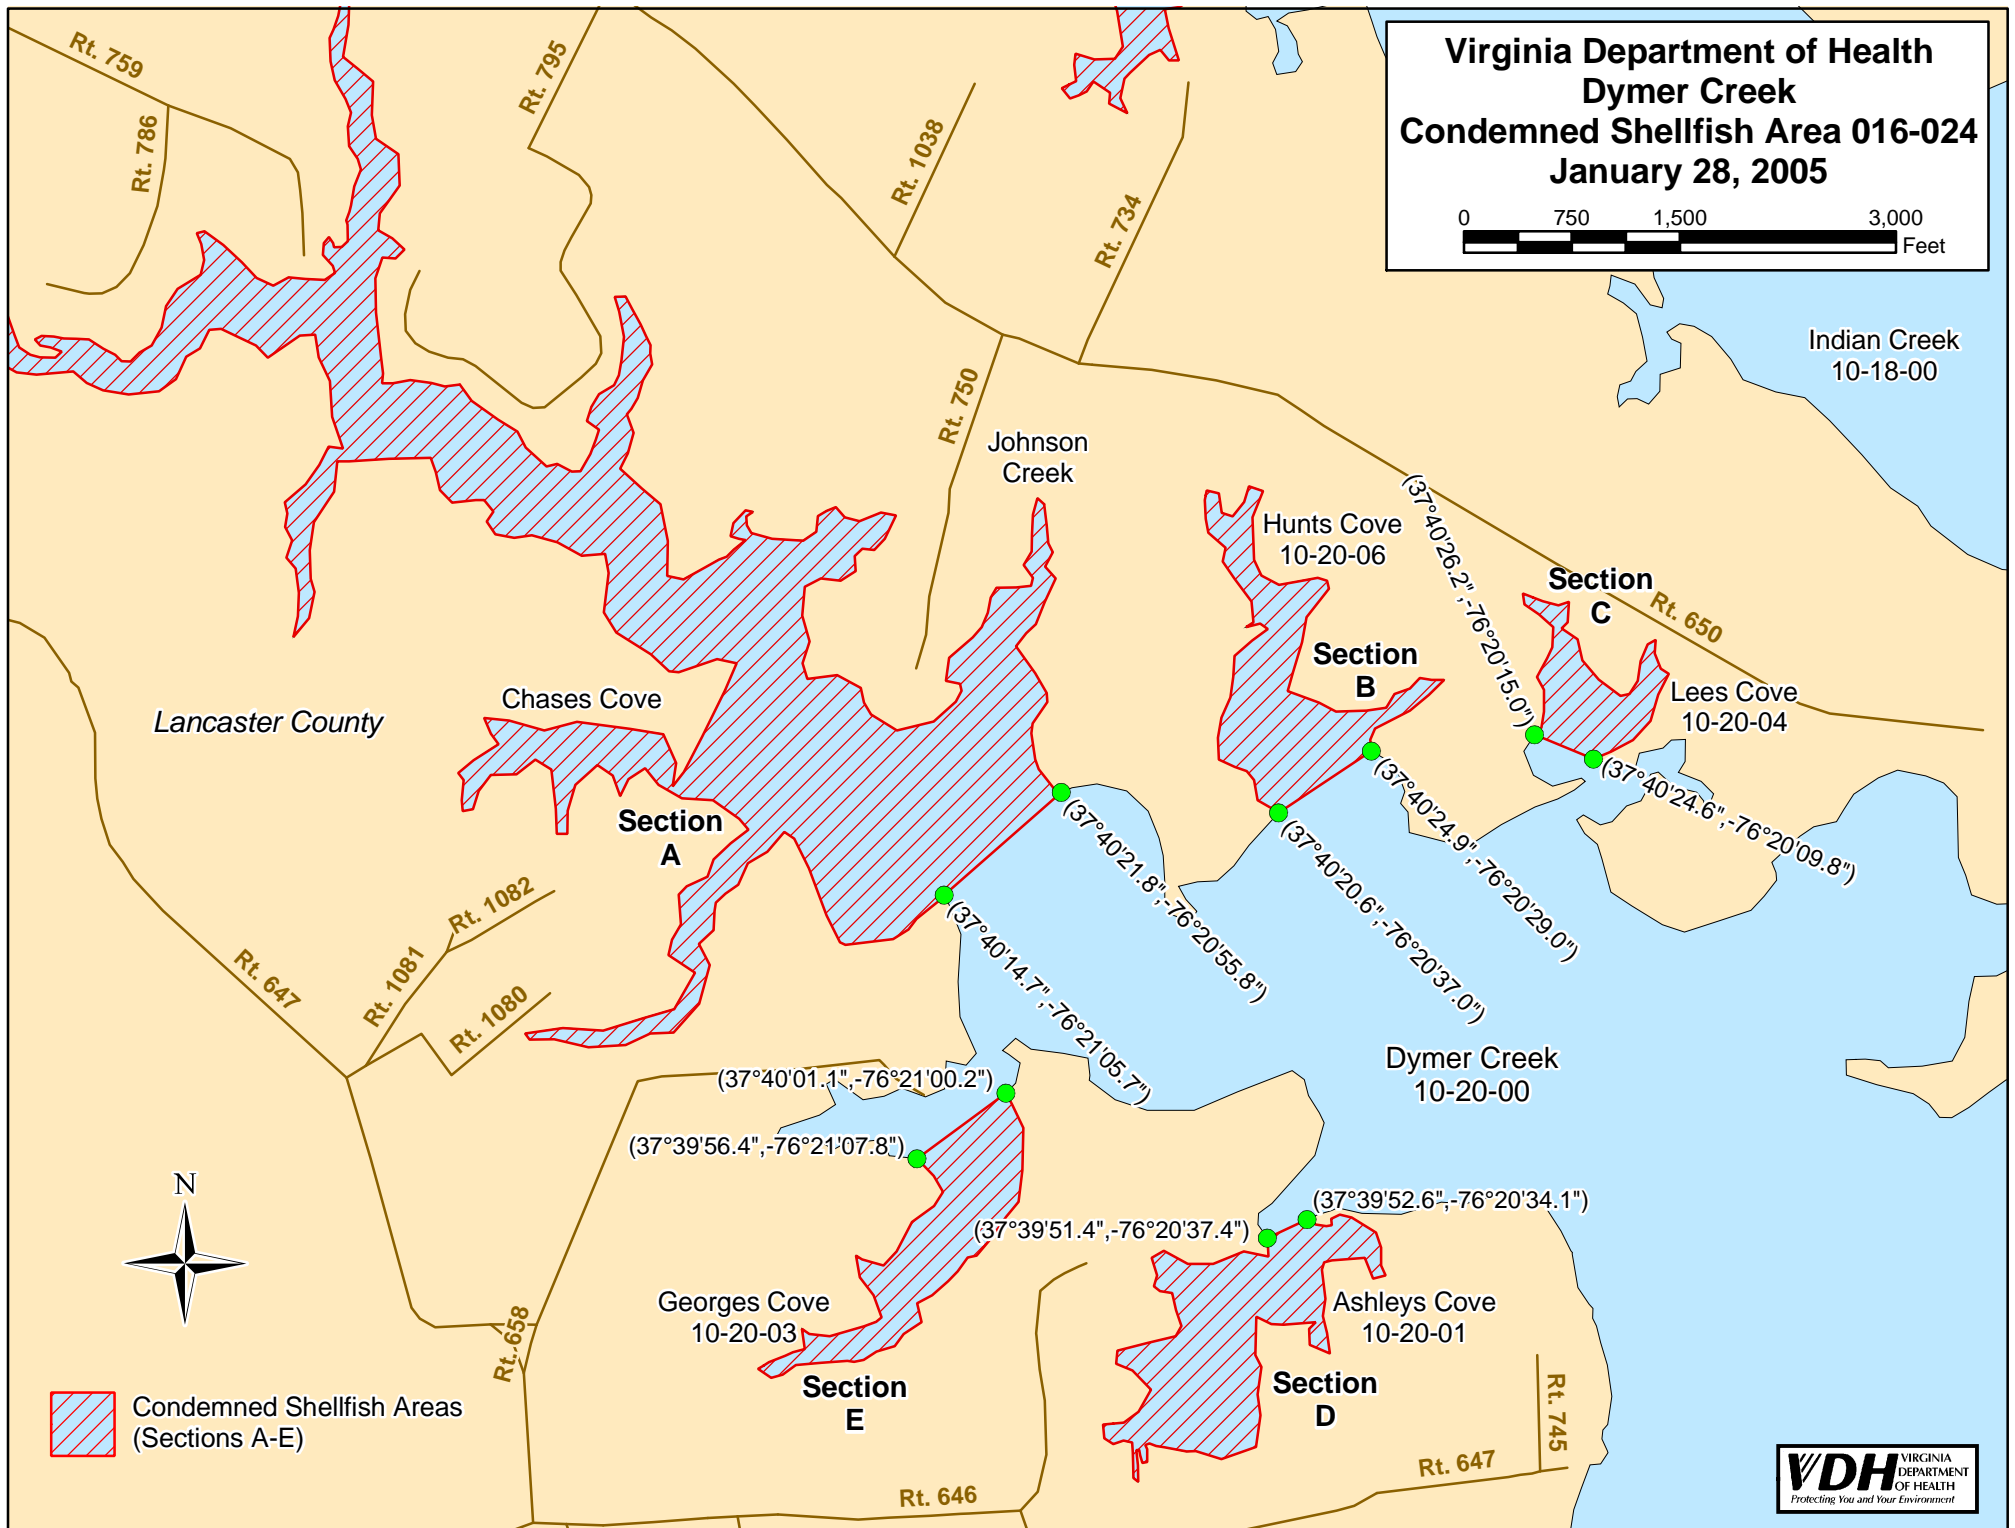 Virginia Department of Health
Dymer Creek
Condemned Shellfish Area 016-024
January 28, 2005
0 750 1,500 3,000
Feet
Rt. 759
Rt. 786
Rt. 795
Rt. 1038
Rt. 734
Indian Creek
10-18-00
Rt. 750
Johnson
Creek
Hunts Cove
10-20-06
(37°40'26.2",-76°20'15.0")
Section
C
Rt. 650
Section
B
Lees Cove
10-20-04
Chases Cove
Lancaster County
Section
A
(37°40'21.8",-76°20'55.8")
(37°40'20.6",-76°20'37.0")
(37°40'24.9",-76°20'29.0")
(37°40'24.6",-76°20'09.8")
Rt. 1082
(37°40'14.7",-76°21'05.7")
Rt. 647
Rt. 1081
Rt. 1080
Dymer Creek
10-20-00
(37°40'01.1",-76°21'00.2")
(37°39'56.4",-76°21'07.8")
N
(37°39'52.6",-76°20'34.1")
(37°39'51.4",-76°20'37.4")
Georges Cove
10-20-03
Ashleys Cove
10-20-01
Rt. 658
Section
E
Section
D
Condemned Shellfish Areas
(Sections A-E)
Rt. 745
Rt. 647
Rt. 646
VDH VIRGINIA
DEPARTMENT
OF HEALTH
Protecting You and Your Environment